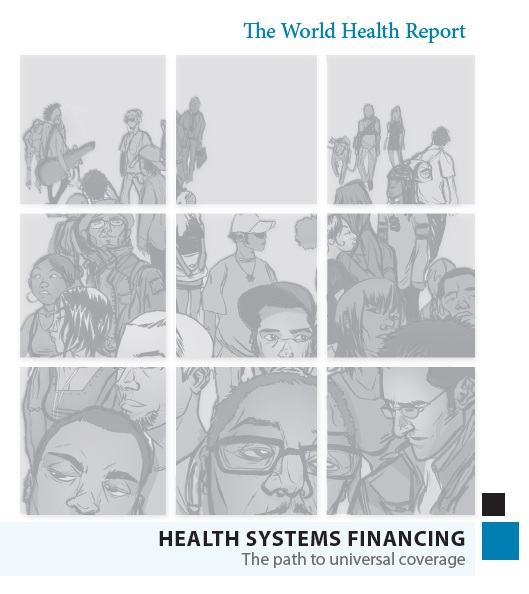 The World Health Report
HEALTH SYSTEMS FINANCING
The path to universal coverage